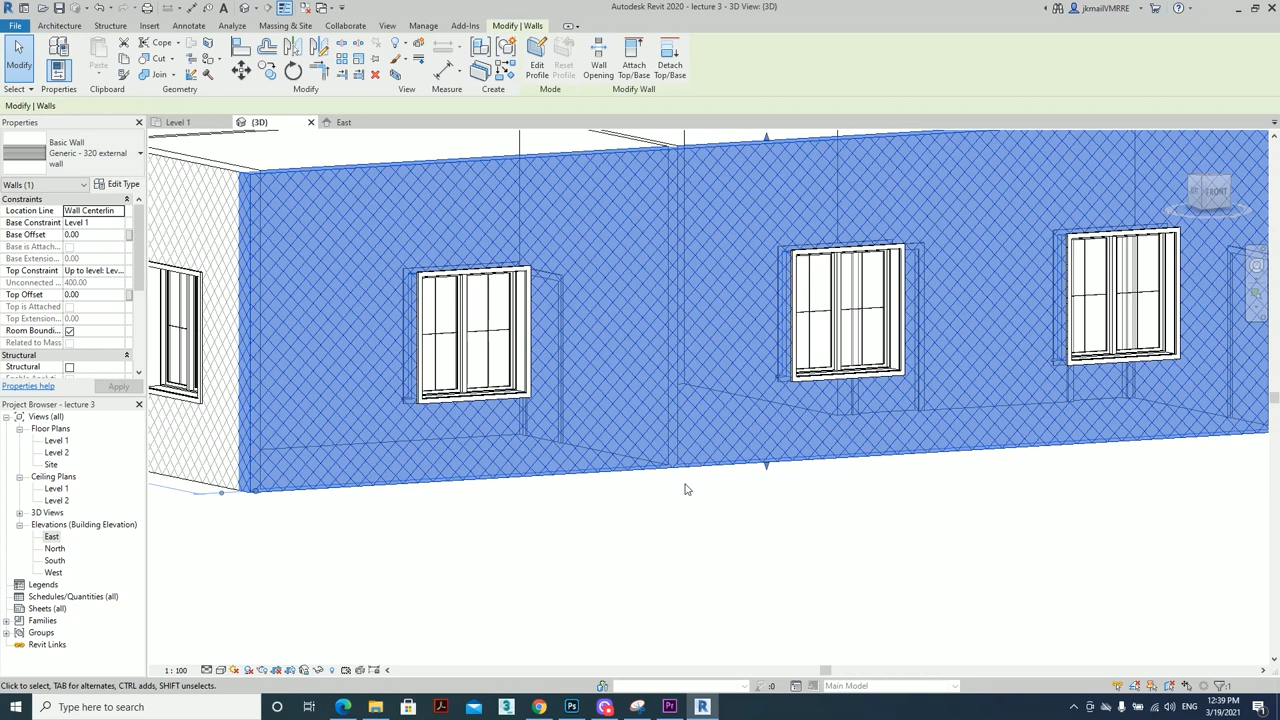 Autodesk Revit 2020 - lecture 3 - 3D View: {3D}
jkmailVMRRE
File Architecture Structure Insert Annotate Analyze Massing & Site Collaborate View Manage Add-Ins Modify | Walls
Modify
Properties
Paste
Cope
Cut
Join
Edit Profile
Reset Profile
Wall Opening
Attach Top/Base
Detach Top/Base
Select
Properties
Clipboard
Geometry
Modify
View
Measure
Create
Mode
Modify Wall
Modify | Walls
Properties
Level 1
{3D}
East
Basic Wall
Generic - 320 external
wall
Walls (1)
Edit Type
Constraints
Location Line Wall Centerlin
Base Constraint Level 1
Base Offset 0.00
Base is Attach...
Base Extensio... 0.00
Top Constraint Up to level: Lev...
Unconnected ... 400.00
Top Offset 0.00
Top is Attached
Top Extension... 0.00
Room Boundi...
Related to Mass
Structural
Structural
Properties help
Apply
FRONT
Project Browser - lecture 3
Views (all)
Floor Plans
Level 1
Level 2
Site
Ceiling Plans
Level 1
Level 2
3D Views
Elevations (Building Elevation)
East
North
South
West
Legends
Schedules/Quantities (all)
Sheets (all)
Families
Groups
Revit Links
1 : 100
Click to select, TAB for alternates, CTRL adds, SHIFT unselects.
:0
Main Model
:1
Type here to search
ENG
12:39 PM
3/19/2021